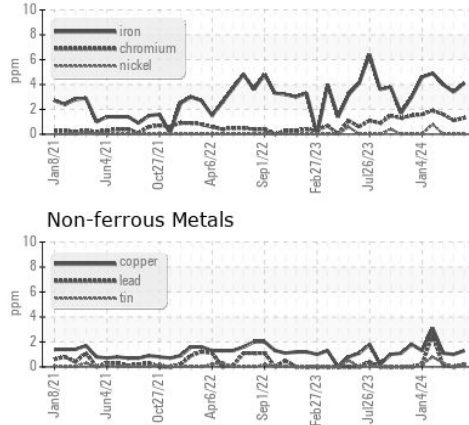 10
8
6
4
2
0
ppm
iron
chromium
nickel
Jan8/21
Jun4/21
Oct27/21
Apr6/22
Sep1/22
Feb27/23
Jul26/23
Jan4/24
Non-ferrous Metals
10
8
6
4
2
0
ppm
copper
lead
tin
Jan8/21
Jun4/21
Oct27/21
Apr6/22
Sep1/22
Feb27/23
Jul26/23
Jan4/24